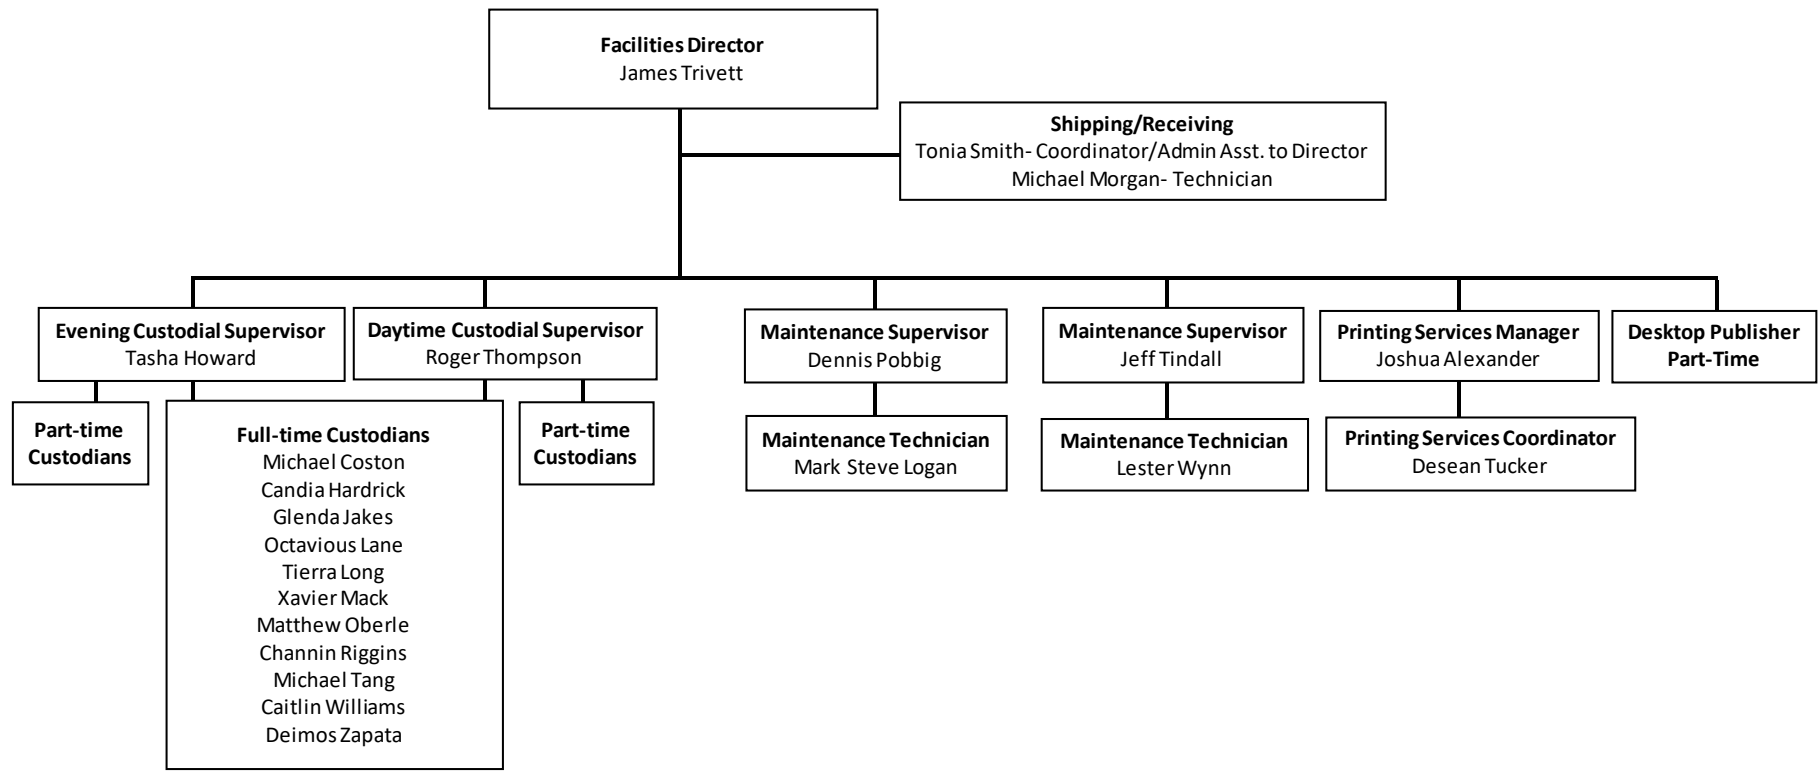 Facilities Director
James Trivett
Shipping/Receiving
Tonia Smith- Coordinator/Admin Asst. to Director
Michael Morgan- Technician
Evening Custodial Supervisor
Tasha Howard
Daytime Custodial Supervisor
Roger Thompson
Maintenance Supervisor
Dennis Pobbig
Maintenance Supervisor
Jeff Tindall
Printing Services Manager
Joshua Alexander
Desktop Publisher
Part-Time
Part-time
Custodians
Full-time Custodians
Michael Coston
Candia Hardrick
Glenda Jakes
Octavious Lane
Tierra Long
Xavier Mack
Matthew Oberle
Channin Riggins
Michael Tang
Caitlin Williams
Deimos Zapata
Part-time
Custodians
Maintenance Technician
Mark Steve Logan
Maintenance Technician
Lester Wynn
Printing Services Coordinator
Desean Tucker